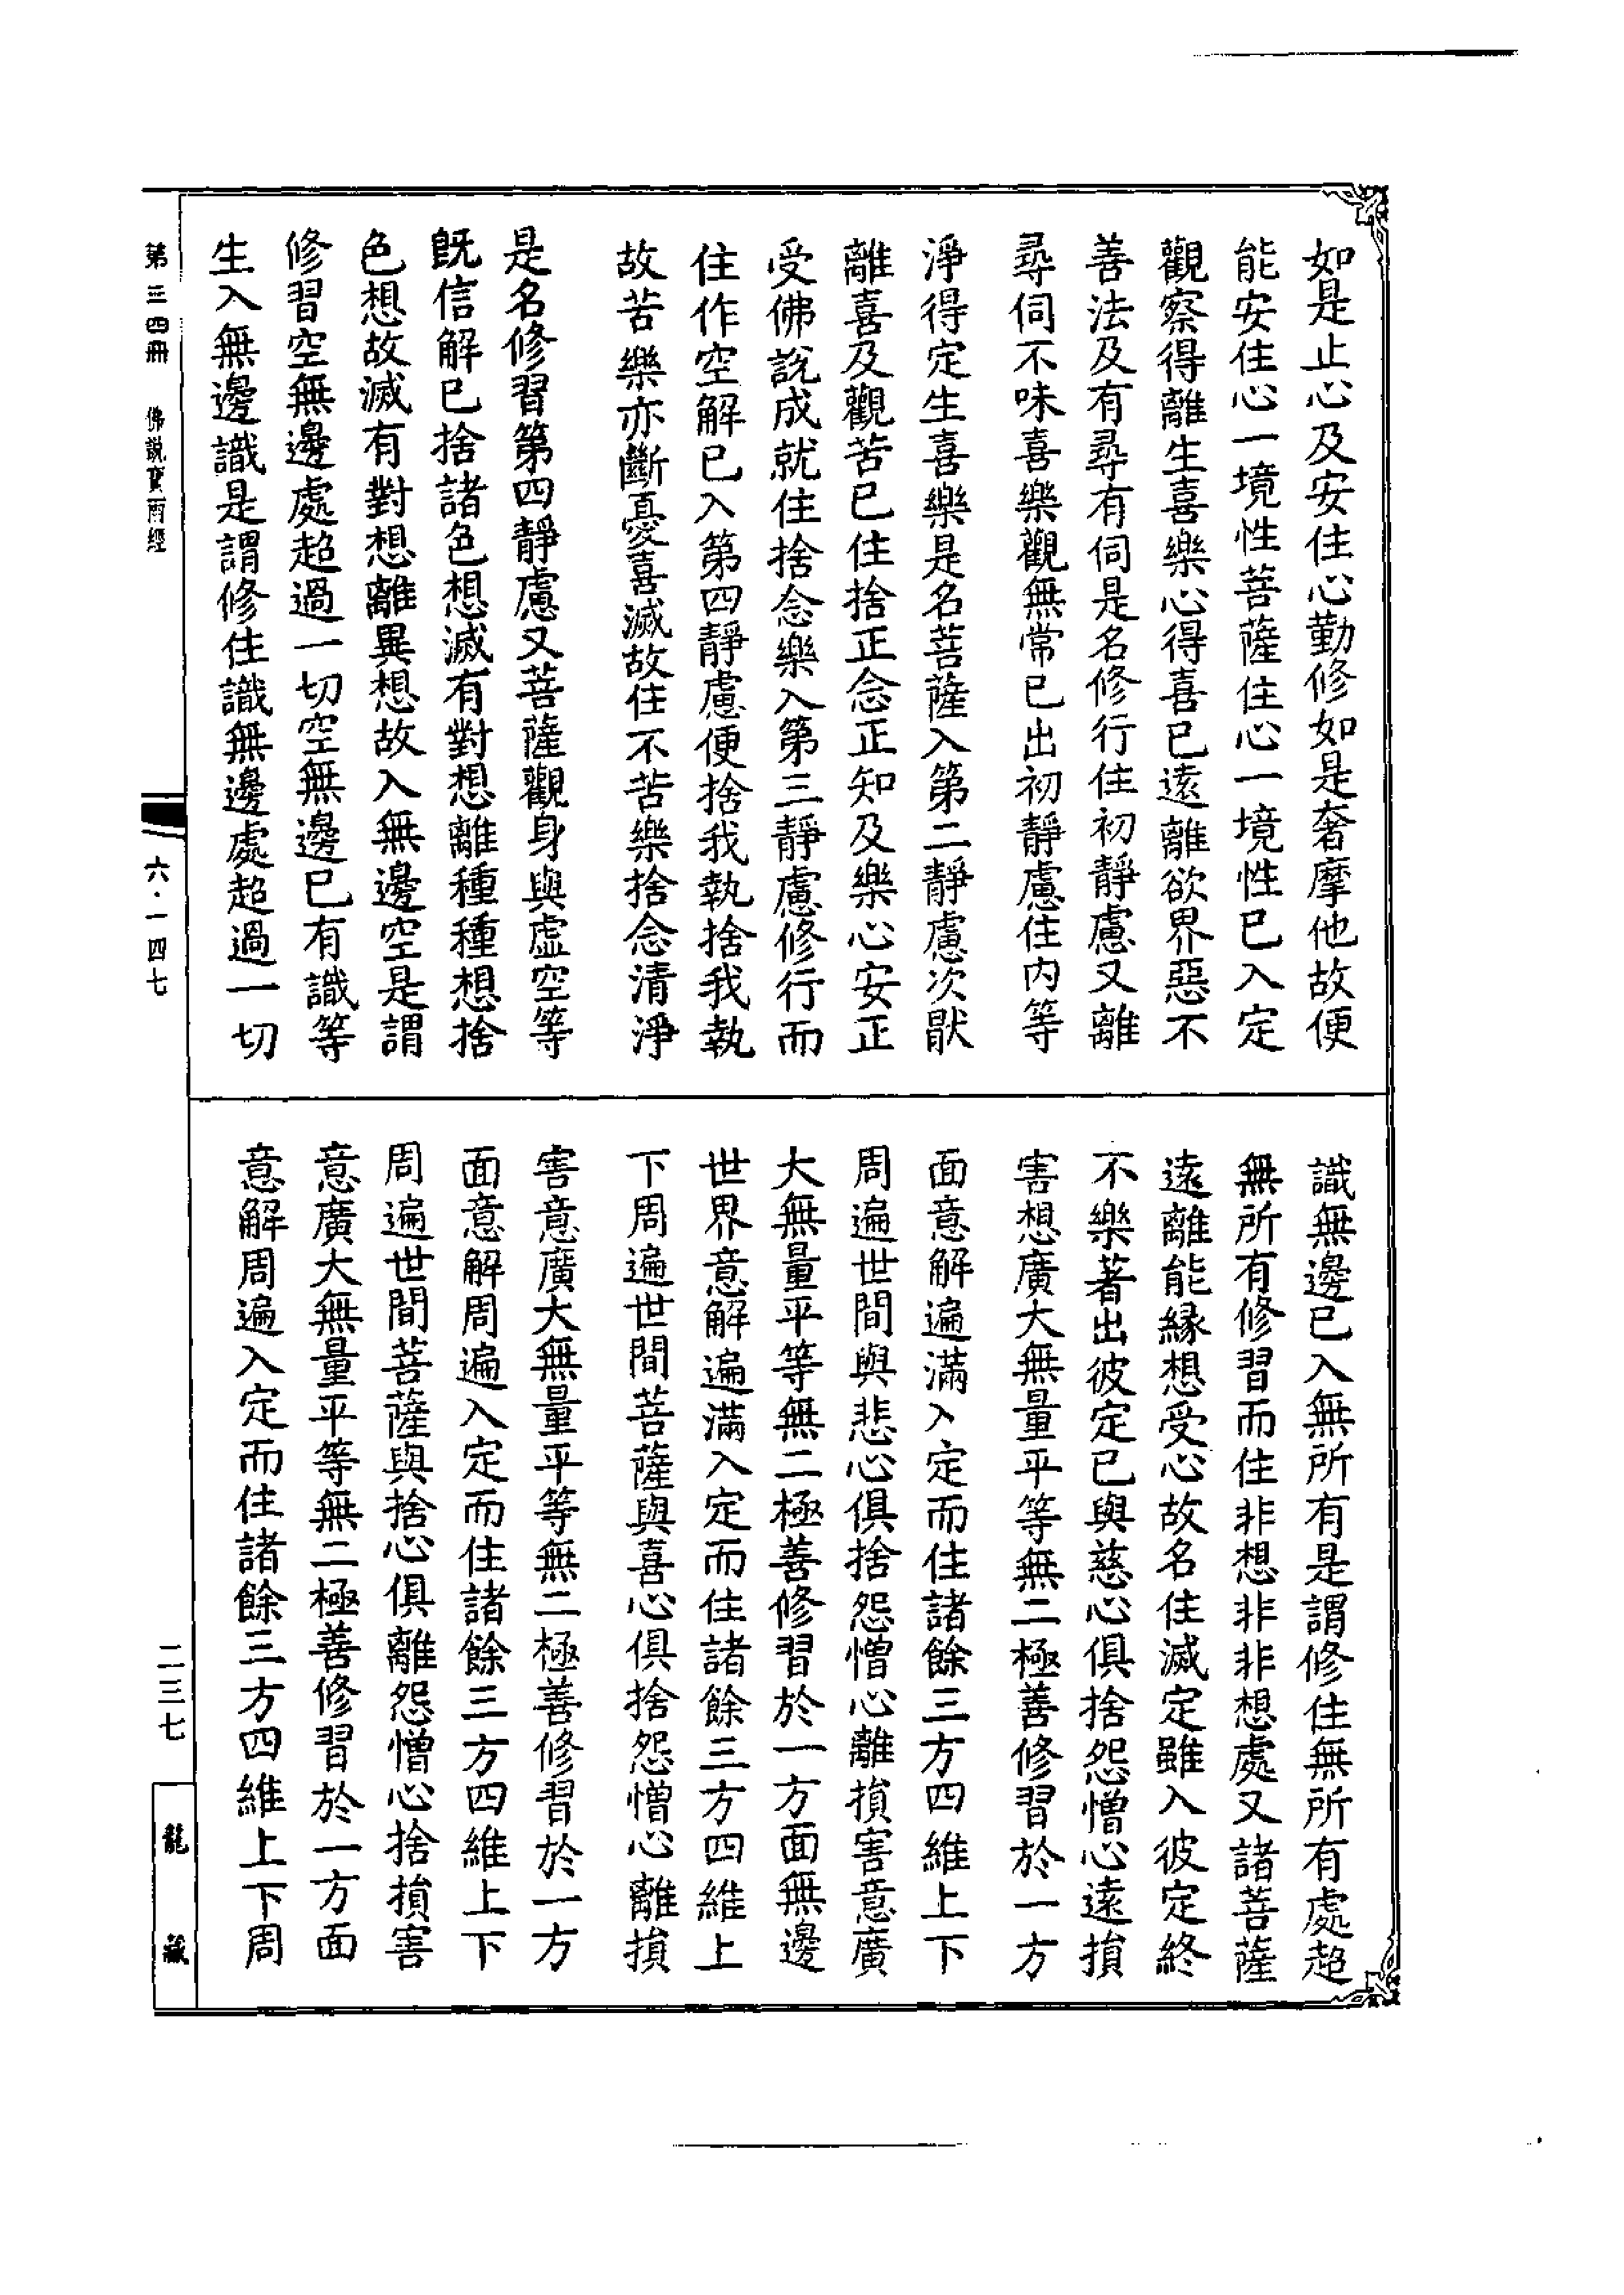 如是止心及安住心勤修如是奢摩他故便
能安住心一境性菩薩住心一境性已入定
觀察得離生喜樂心得喜已遠離欲界惡不
善法及有尋有伺是名修行住初靜慮又離
尋伺不味喜樂觀無常已出初靜慮住內等
淨得定生喜樂是名菩薩入第二靜慮次猒
離喜及觀苦已住捨正念正知及樂心安正
受佛說成就住捨念樂入第三靜慮修行而
住作空解已入第四靜慮便捨我執捨我執
故苦樂亦斷憂喜滅故住不苦樂捨念清淨
是名修習第四靜慮又菩薩觀身與虛空等
旣信解已捨諸色想滅有對想離種種想捨
色想故滅有對想離異想故入無邊空是謂
修習空無邊處超過一切空無邊已有識等
生入無邊識是謂修住識無邊處超過一切
識無邊已入無所有是謂修住無所有處超
無所有修習而住非想非非想處又諸菩薩
遠離能緣想受心故名住滅定雖入彼定終
不樂著出彼定已與慈心俱捨怨憎心遠損
害想廣大無量平等無二極善修習於一方
面意解遍滿入定而住諸餘三方四維上下
周遍世間與悲心俱捨怨憎心離損害意廣
大無量平等無二極善修習於一方面無邊
世界意解遍滿入定而住諸餘三方四維上
下周遍世間菩薩與喜心俱捨怨憎心離損
害意廣大無量平等無二極善修習於一方
面意解周遍入定而住諸餘三方四維上下
周遍世間菩薩與捨心俱離怨憎心捨損害
意廣大無量平等無二極善修習於一方面
意解周遍入定而住諸餘三方四維上下周
第三四冊　佛說寶雨經
六·一四七
二三七
龍藏